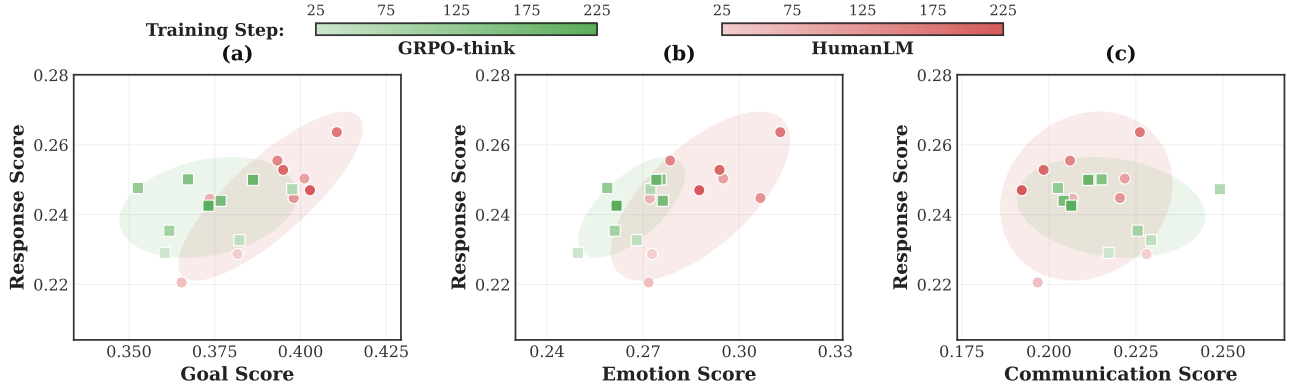 25 75 125 175 225 25 75 125 175 225
Training Step:
GRPO-think HumanLM
(a) (b) (c)
0.28 0.28 0.28
0.26 0.26 0.26
0.24 0.24 0.24
0.22 0.22 0.22
Response Score Response Score Response Score
0.350 0.375 0.400 0.425 0.24 0.27 0.30 0.33 0.175 0.200 0.225 0.250
Goal Score Emotion Score Communication Score